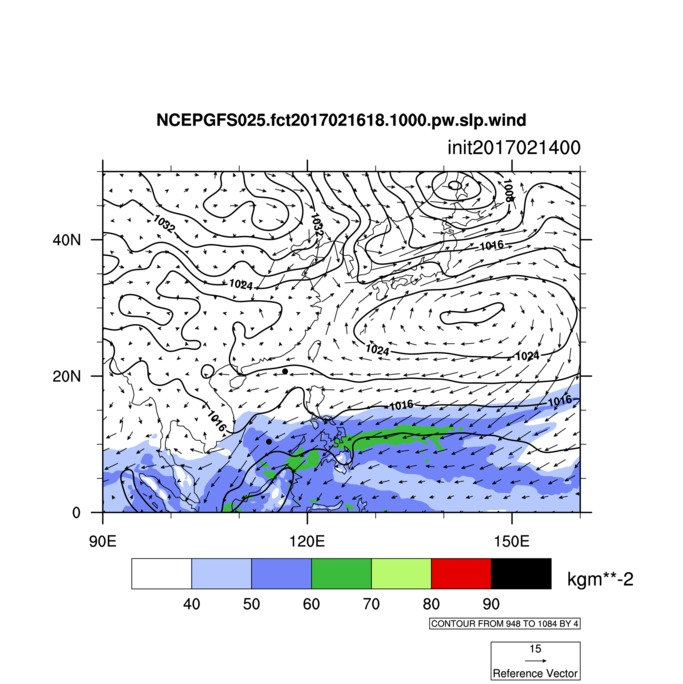 NCEPGFS025.fct2017021618.1000.pw.slp.wind
init2017021400
1008
1032
1032
40N
1016
1024
1024
1024
20N
1016
1016
1016
0
90E 120E 150E
40 50 60 70 80 90
kgm**-2
CONTOUR FROM 948 TO 1084 BY 4
15
Reference Vector